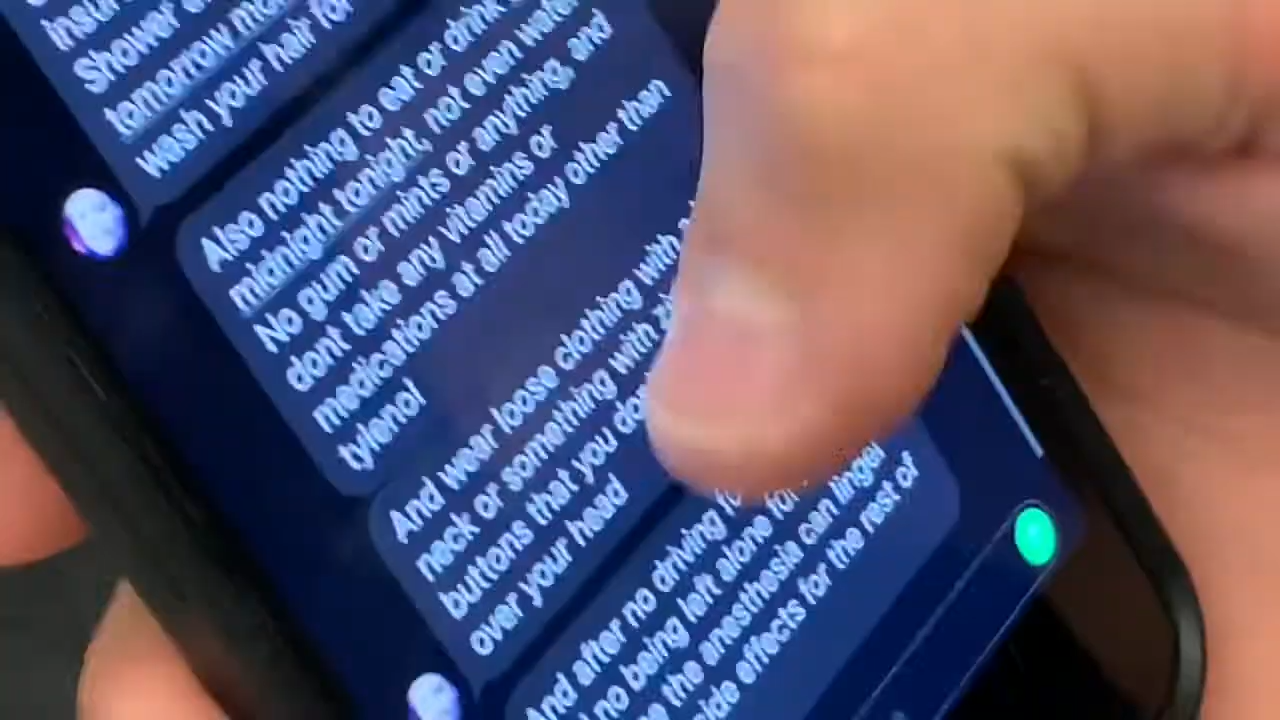 Shower
tomorrow
wash your hair for
Also nothing to eat or drink
midnight tonight, not even water
No gum or mints or anything, and
dont take any vitamins or
medications at all today other then
tylenol
And wear loose clothing with a
neck or something with
buttons that you
over your head
And after no driving
no being left alone for
the anesthesia can linger
effects for the rest of